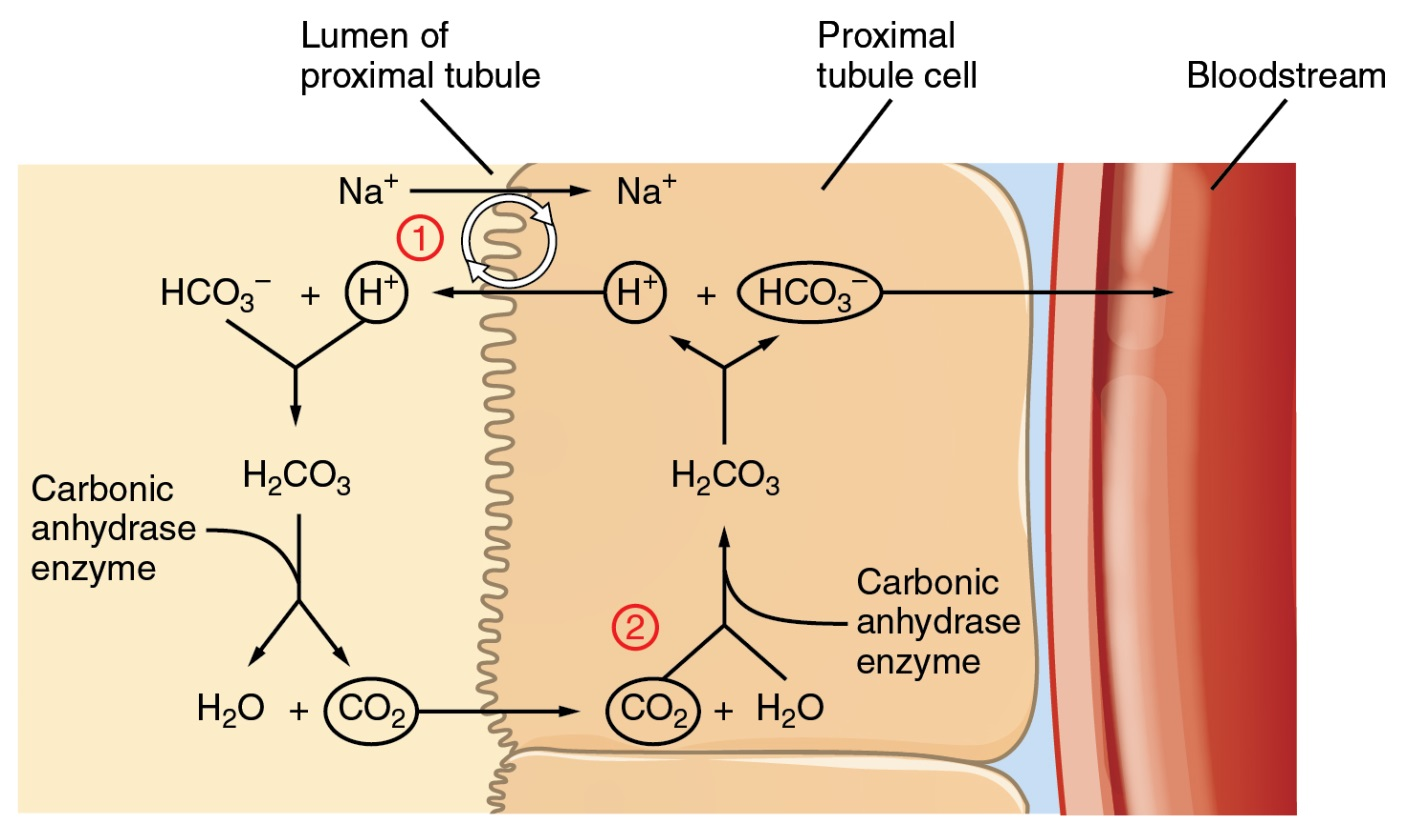 Lumen of
proximal tubule
Proximal
tubule cell
Bloodstream
Na⁺
Na⁺
1
HCO₃⁻ + H⁺
H⁺ + HCO₃⁻
H₂CO₃
H₂CO₃
Carbonic
anhydrase
enzyme
Carbonic
anhydrase
enzyme
2
H₂O + CO₂
CO₂ + H₂O